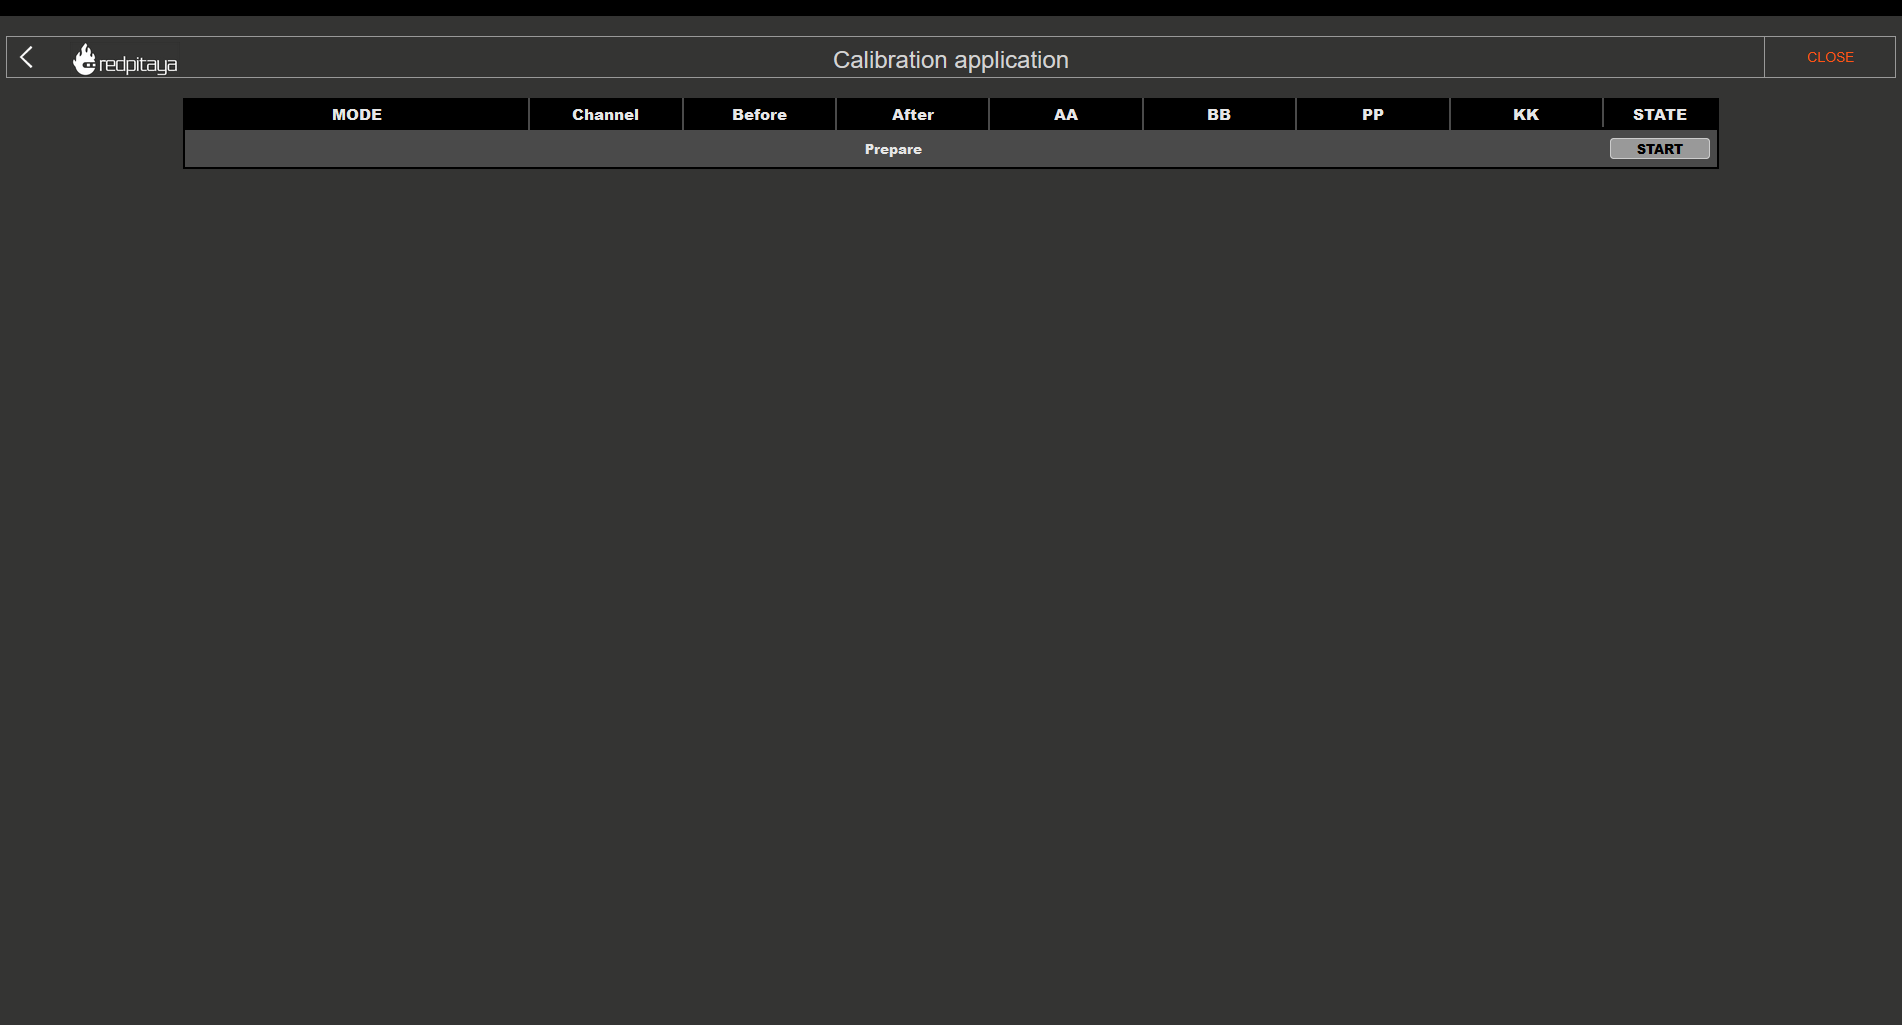 redpitaya Calibration application CLOSE
MODE Channel Before After AA BB PP KK STATE
Prepare START